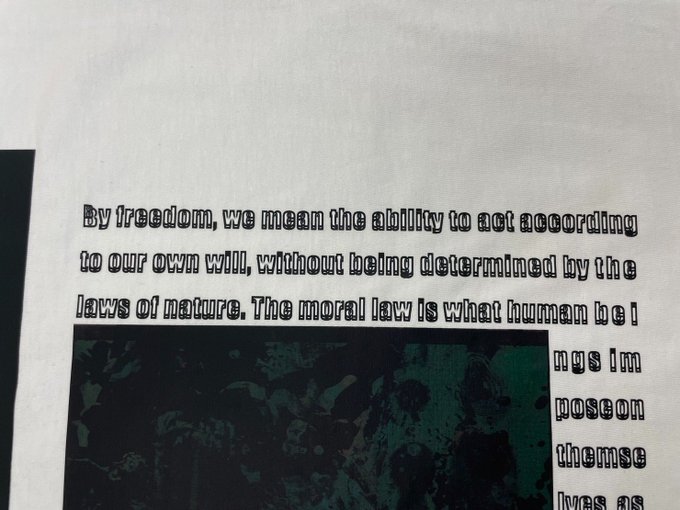 By freedom, we mean the ability to act according
to our own will, without being determined by the
laws of nature. The moral law is what human bei
ngs im
poseon
themse
lves as